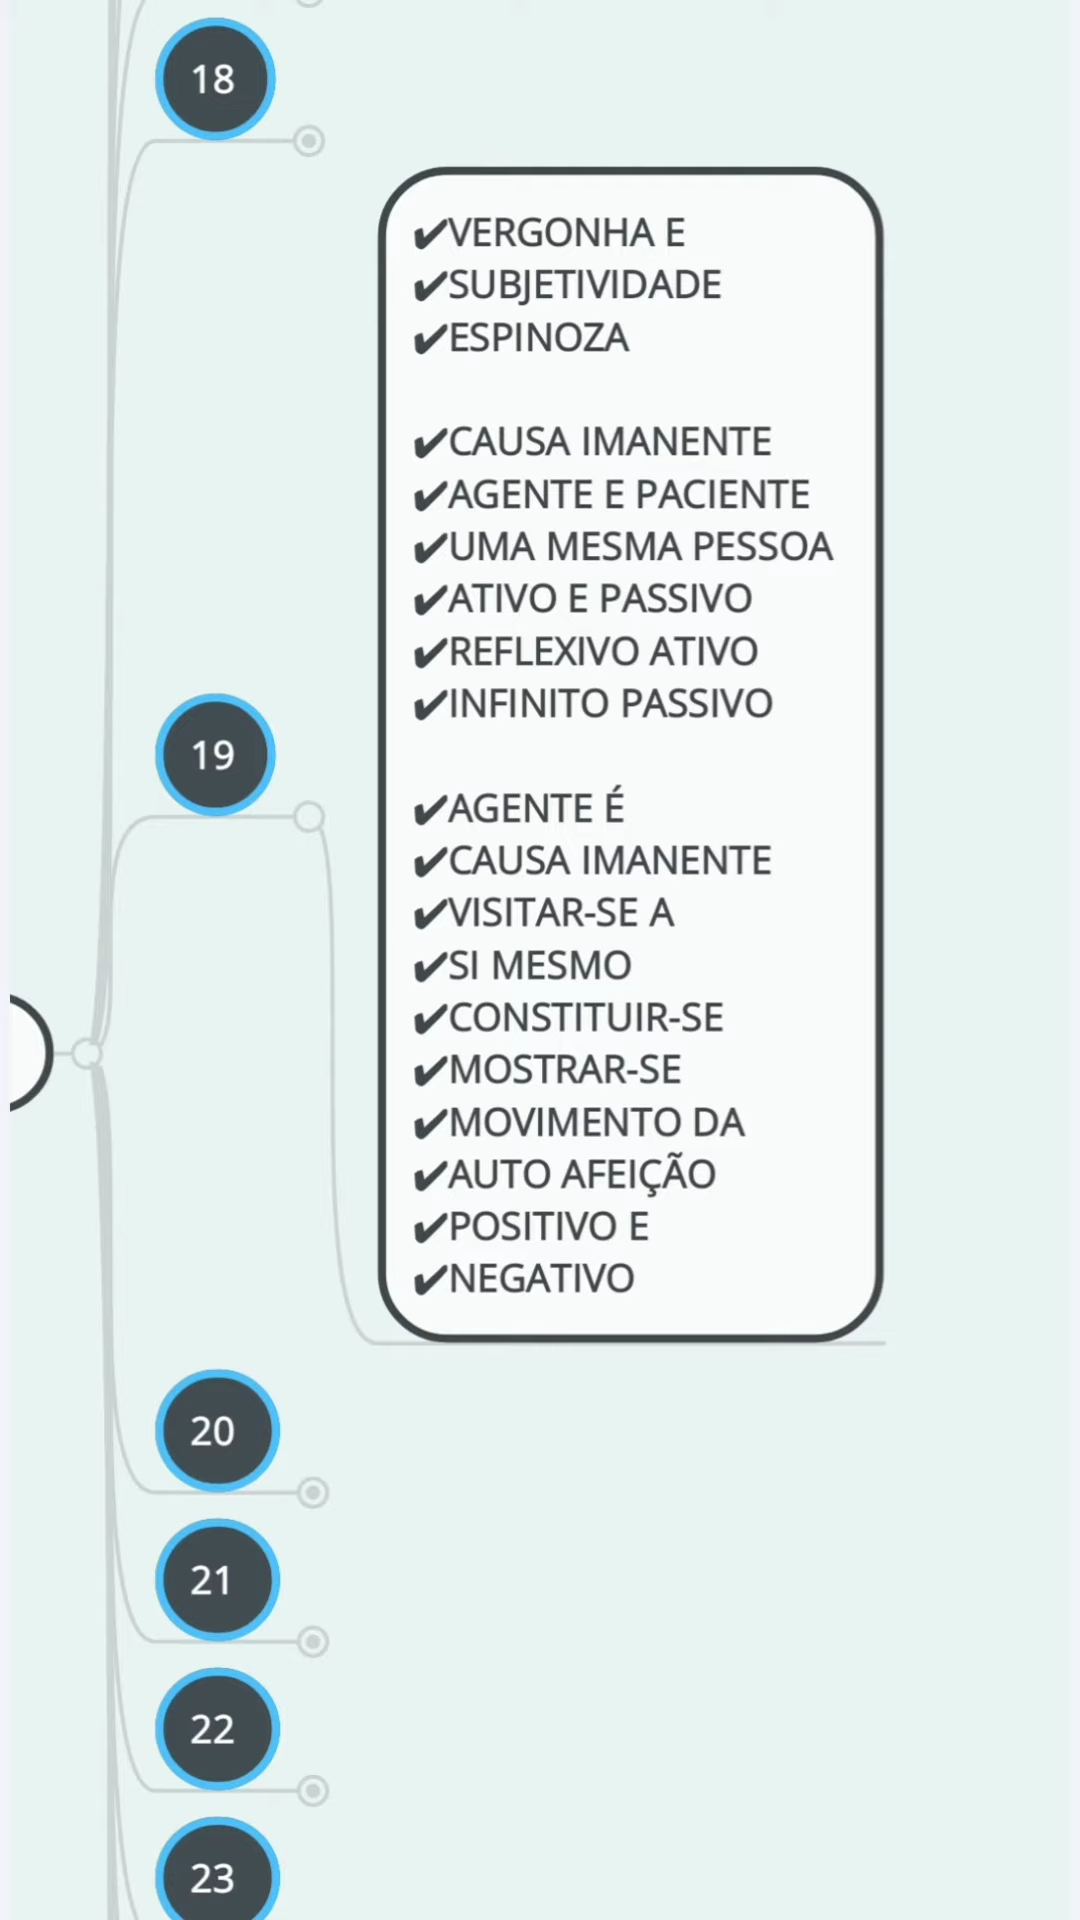 18
✔VERGONHA E
✔SUBJETIVIDADE
✔ESPINOZA
✔CAUSA IMANENTE
✔AGENTE E PACIENTE
✔UMA MESMA PESSOA
✔ATIVO E PASSIVO
✔REFLEXIVO ATIVO
✔INFINITO PASSIVO
19
✔AGENTE É
✔CAUSA IMANENTE
✔VISITAR-SE A
✔SI MESMO
✔CONSTITUIR-SE
✔MOSTRAR-SE
✔MOVIMENTO DA
✔AUTO AFEIÇÃO
✔POSITIVO E
✔NEGATIVO
20
21
22
23